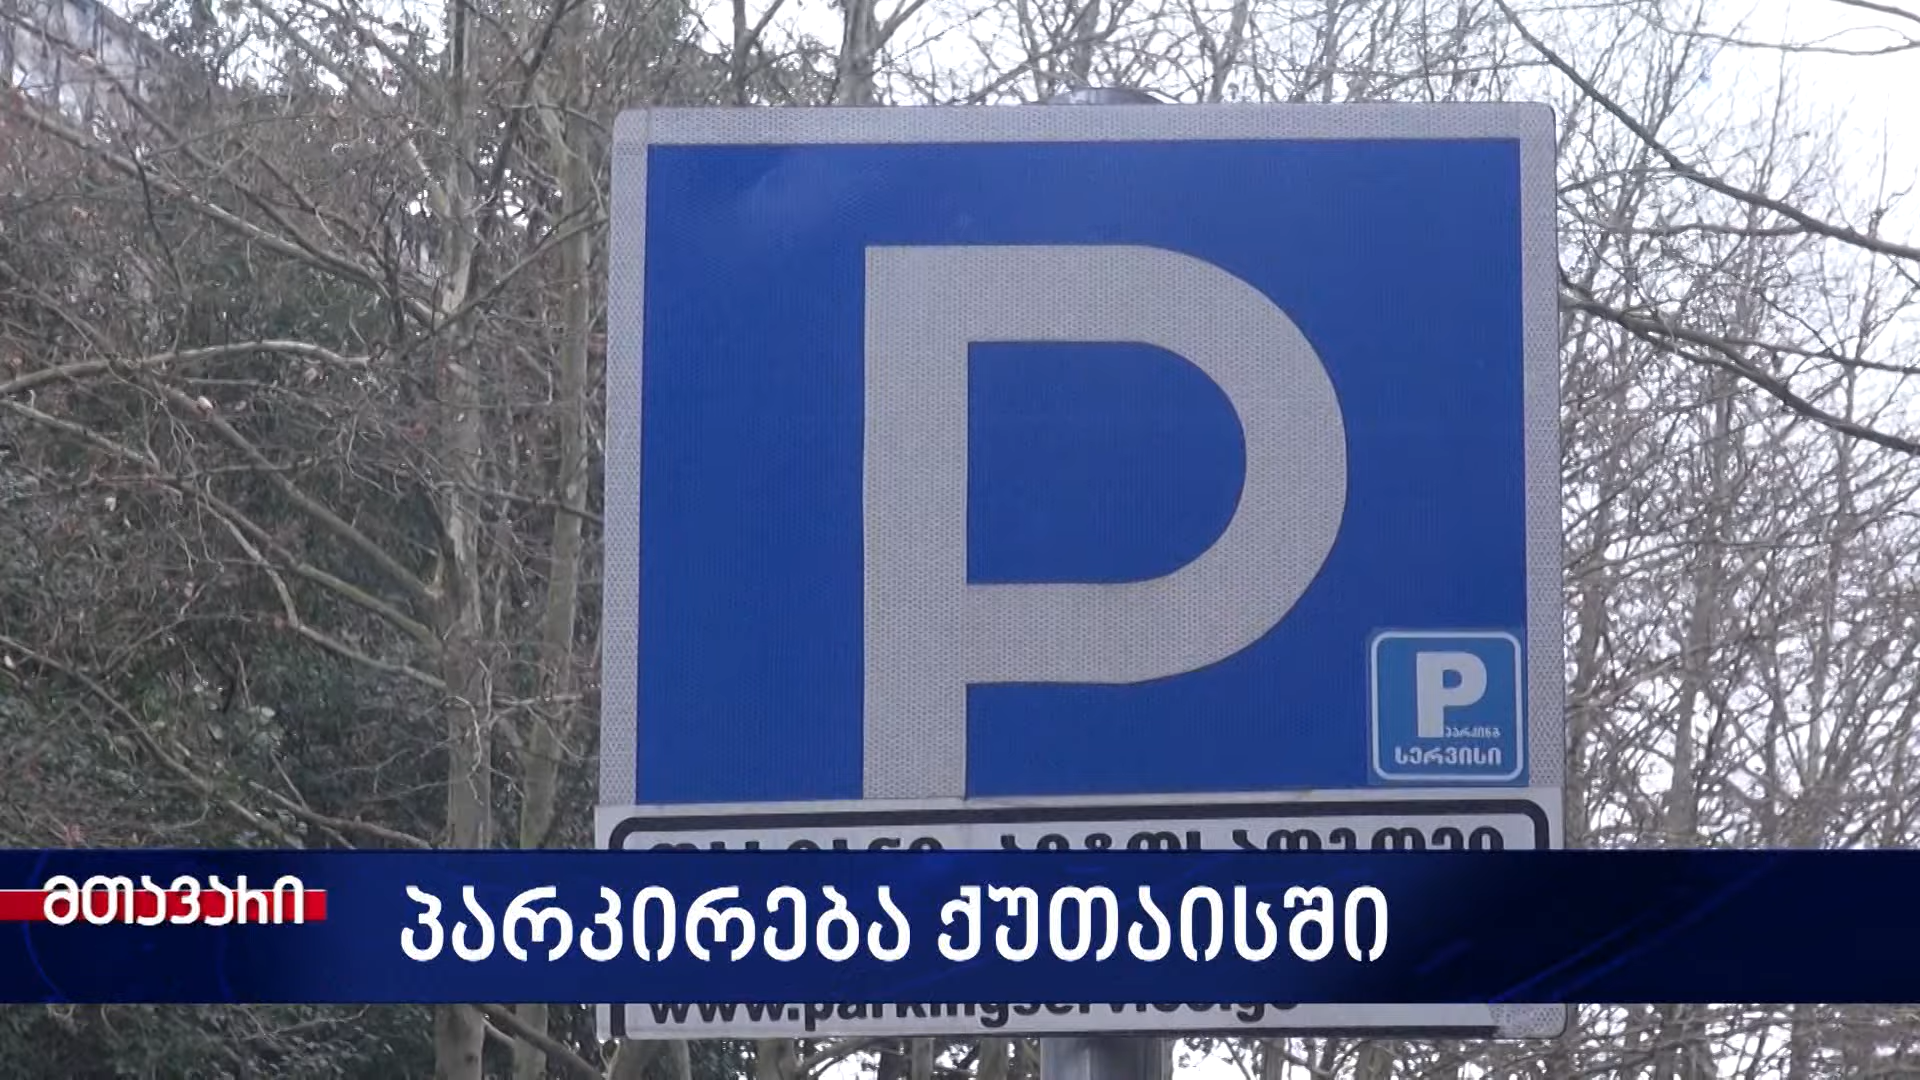 P
P
პარკინგ
სერვისი
მთავარი
პარკირება ქუთაისში
www.parkingservice.ge